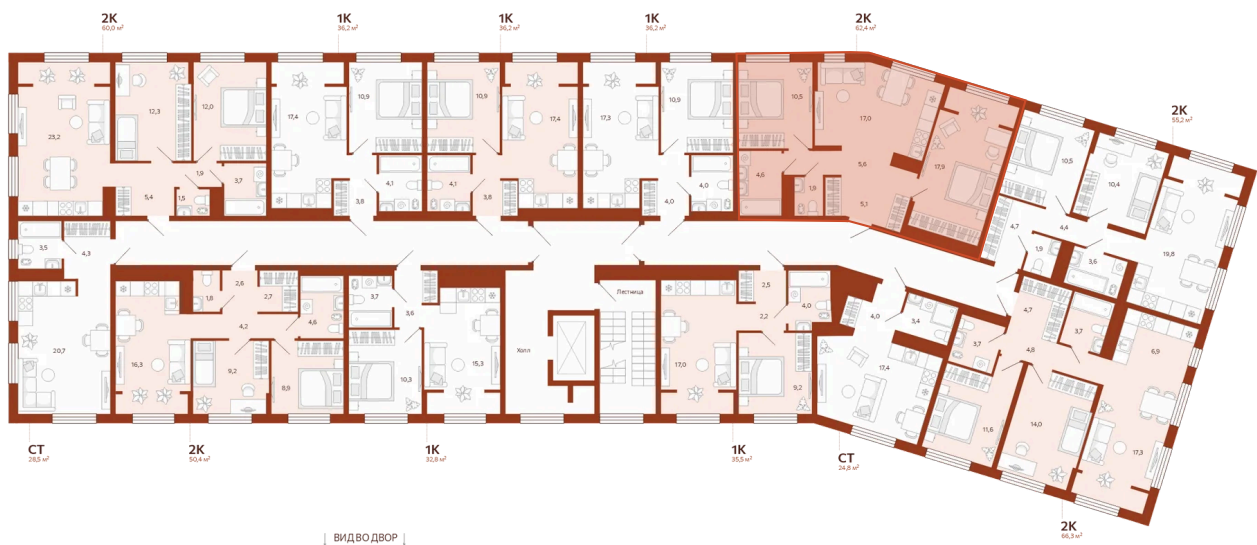 2К
60,0 м²
1К
36,2 м²
1К
36,2 м²
1К
36,2 м²
2К
62,4 м²
2К
55,2 м²
23,2
12,3
12,0
1,9
3,7
5,4
1,5
17,4
10,9
4,1
3,8
10,9
17,4
4,1
3,8
17,3
10,9
4,0
4,0
10,5
17,0
17,9
4,6
1,8
5,6
5,1
10,5
10,4
4,7
4,4
1,9
3,6
19,8
3,5
4,3
20,7
1,8
2,6
2,7
4,2
4,6
16,3
9,2
8,9
3,7
3,6
10,3
15,3
Холл
Лестница
2,5
4,0
2,2
17,0
9,2
4,0
3,4
17,4
3,7
4,7
3,7
4,8
6,9
11,6
14,0
17,3
СТ
28,5 м²
2К
50,4 м²
1К
32,8 м²
1К
35,5 м²
СТ
24,8 м²
2К
66,3 м²
ВИД ВО ДВОР